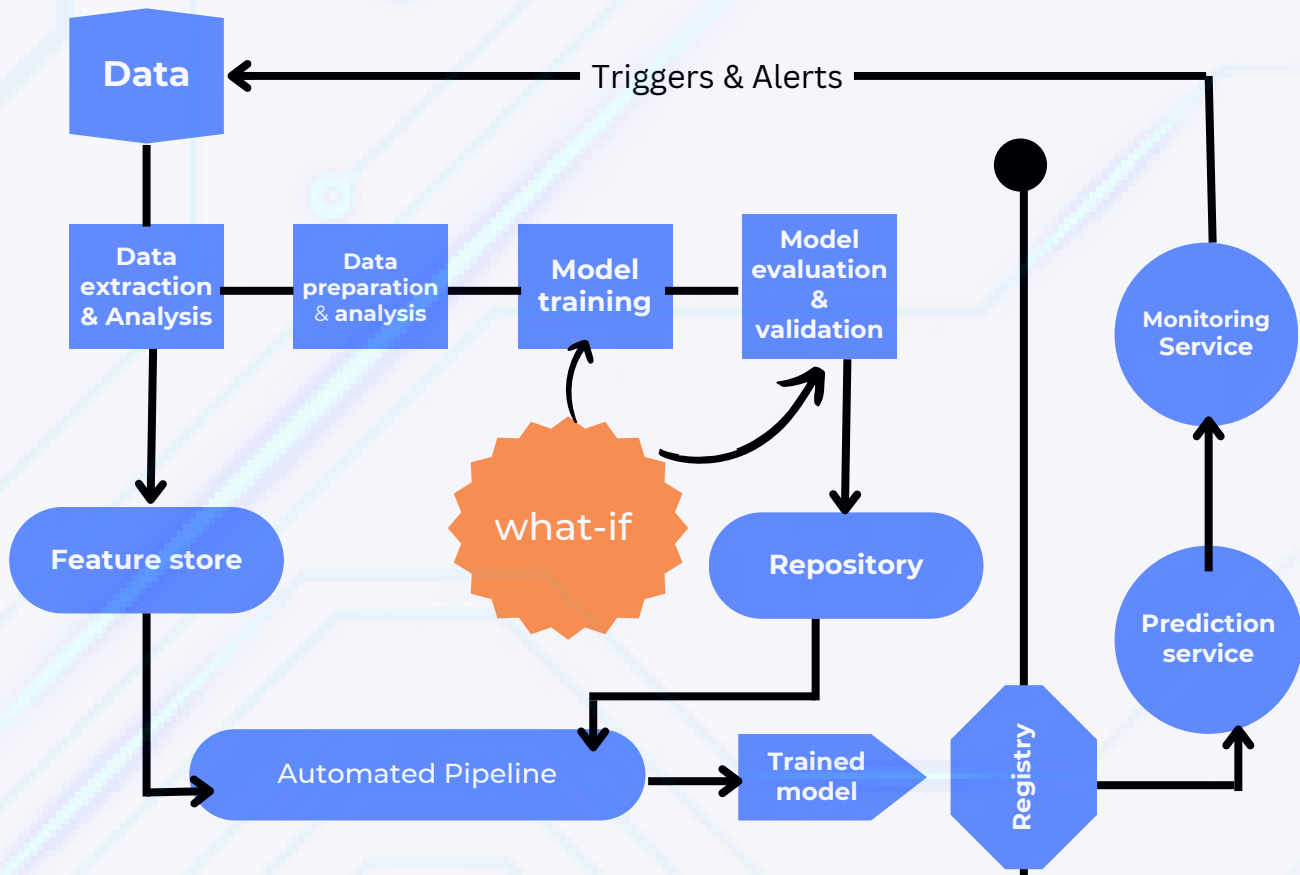 Data
Triggers & Alerts
Data
extraction
& Analysis
Data
preparation
& analysis
Model
training
Model
evaluation
&
validation
Monitoring
Service
what-if
Feature store
Repository
Prediction
service
Automated Pipeline
Trained
model
Registry